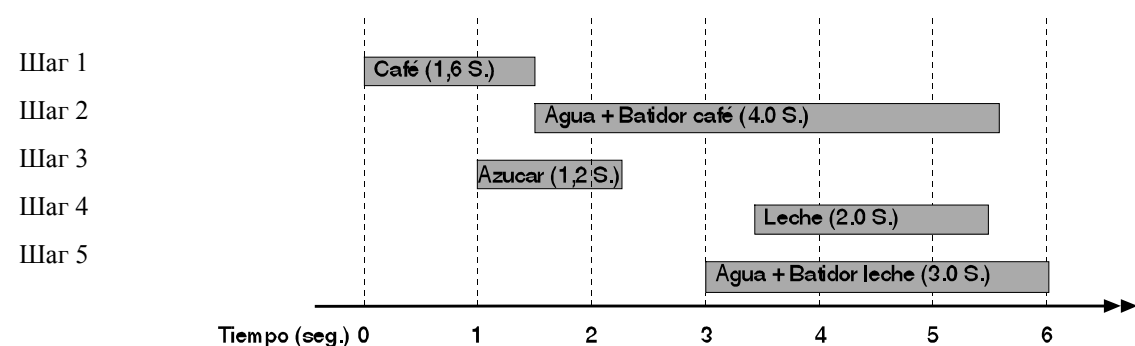 Шаг 1
Café (1,6 S.)
Шаг 2
Agua + Batidor café (4.0 S.)
Шаг 3
Azucar (1,2 S.)
Шаг 4
Leche (2.0 S.)
Шаг 5
Agua + Batidor leche (3.0 S.)
Tiempo (seg.) 0 1 2 3 4 5 6